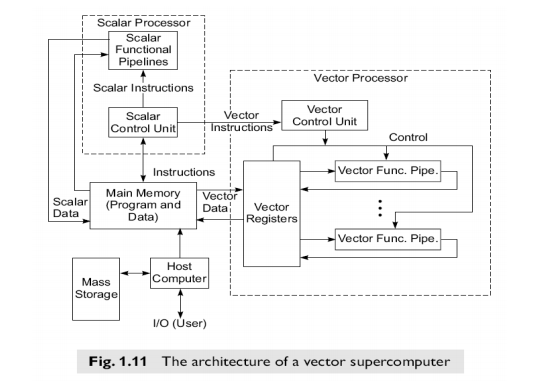 Scalar Processor
Scalar
Functional
Pipelines
Scalar Instructions
Scalar
Control Unit
Vector
Instructions
Vector Processor
Vector
Control Unit
Control
Instructions
Main Memory
(Program and
Data)
Scalar
Data
Vector
Data
Vector
Registers
Vector Func. Pipe.
Vector Func. Pipe.
Mass
Storage
Host
Computer
I/O (User)
Fig. 1.11 The architecture of a vector supercomputer